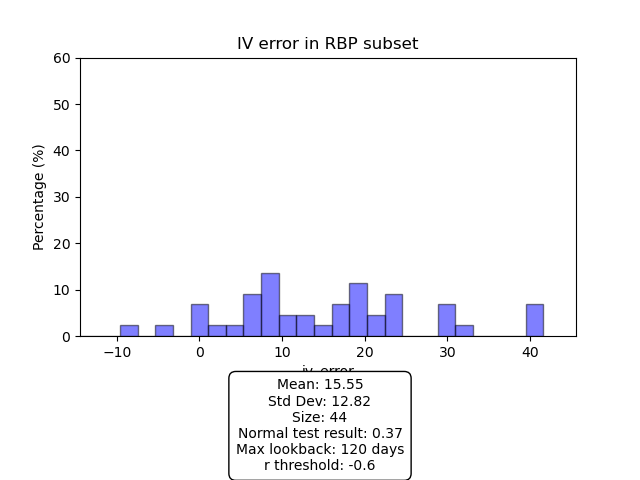 IV error in RBP subset
60
50
40
30
20
10
0
Percentage (%)
−10
0
10
20
30
40
iv_error
Mean: 15.55
Std Dev: 12.82
Size: 44
Normal test result: 0.37
Max lookback: 120 days
r threshold: -0.6